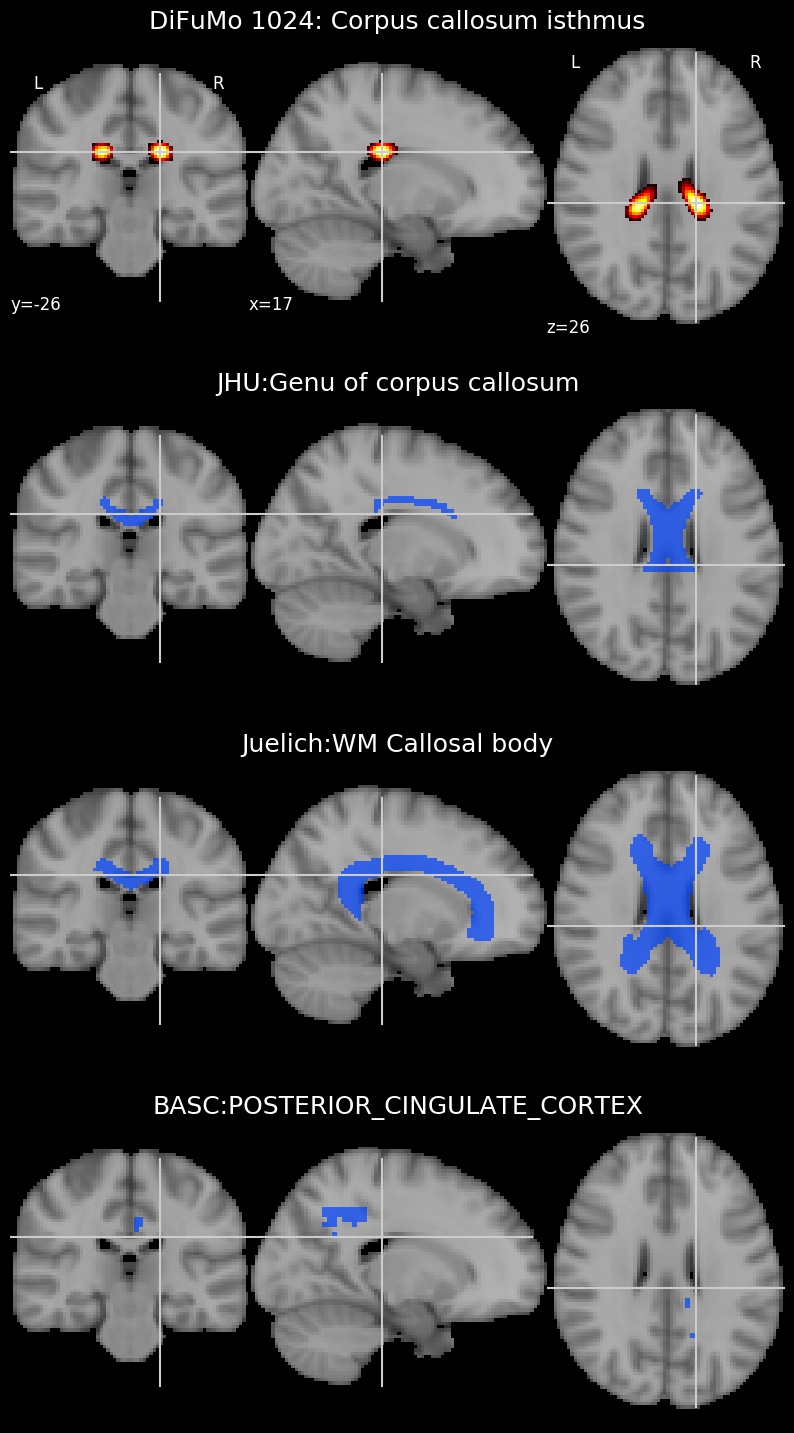 DiFuMo 1024: Corpus callosum isthmus
L R L R
y=-26 x=17 z=26
JHU:Genu of corpus callosum
Juelich:WM Callosal body
BASC:POSTERIOR_CINGULATE_CORTEX